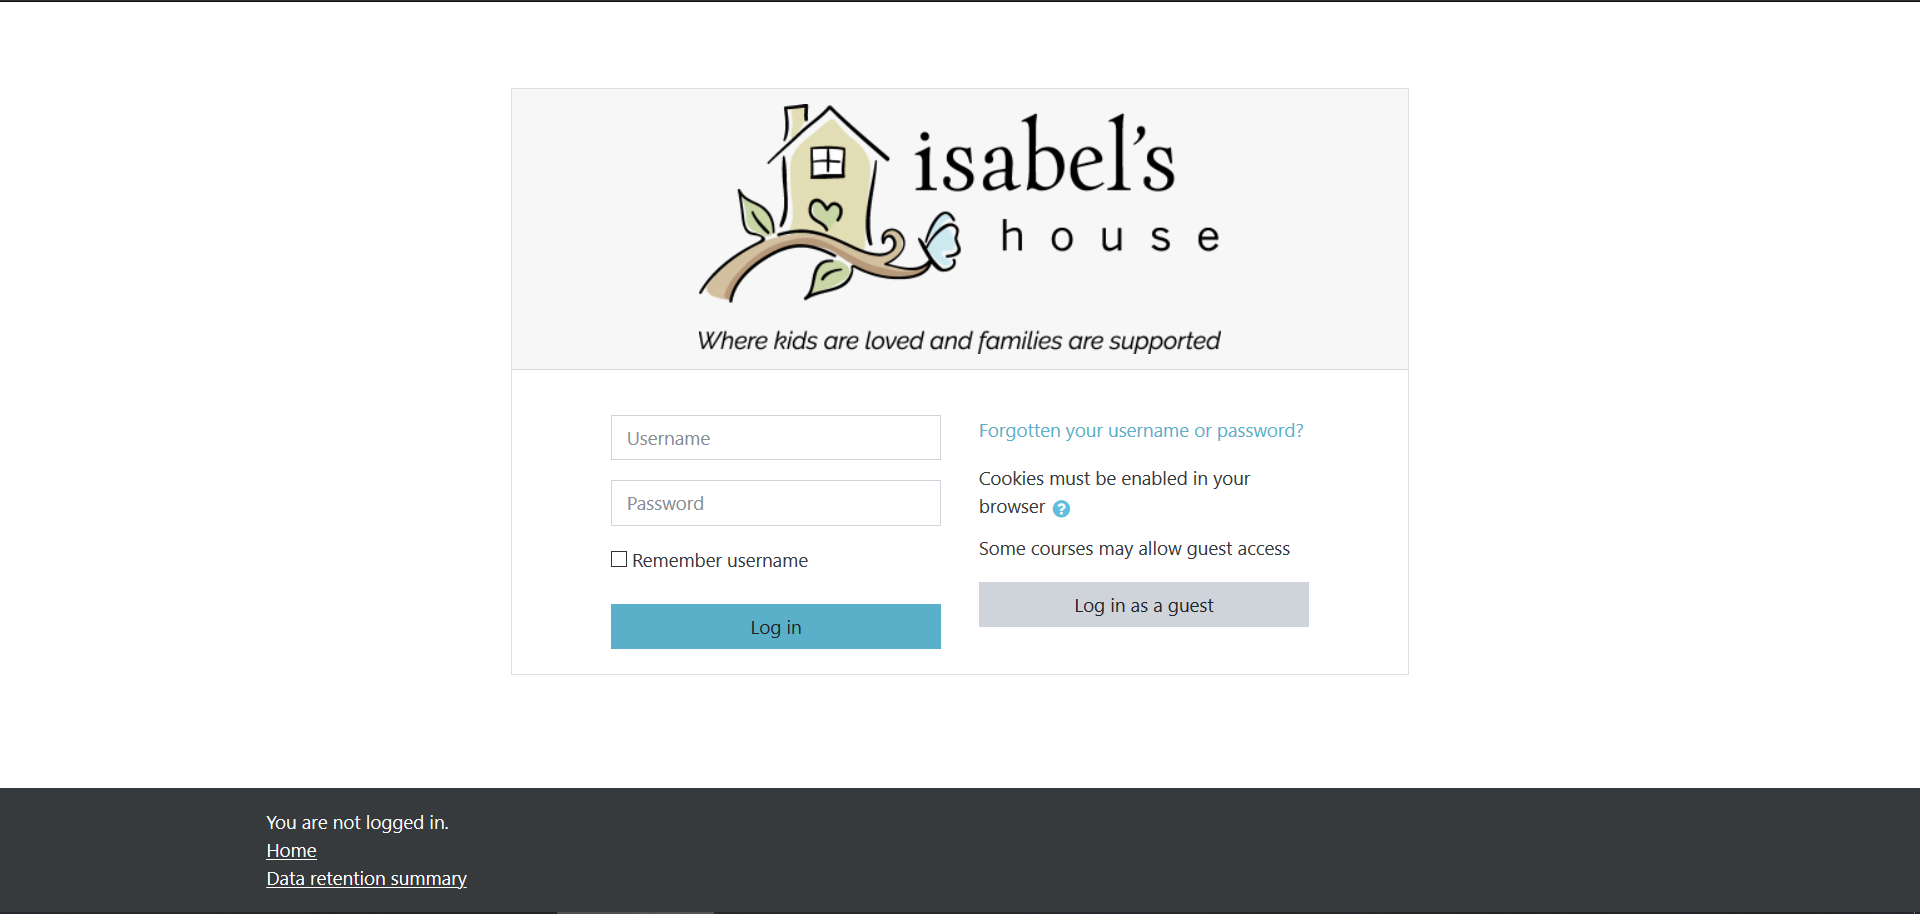 isabel's
house
Where kids are loved and families are supported
Username
Password
Remember username
Log in
Forgotten your username or password?
Cookies must be enabled in your
browser ?
Some courses may allow guest access
Log in as a guest
You are not logged in.
Home
Data retention summary